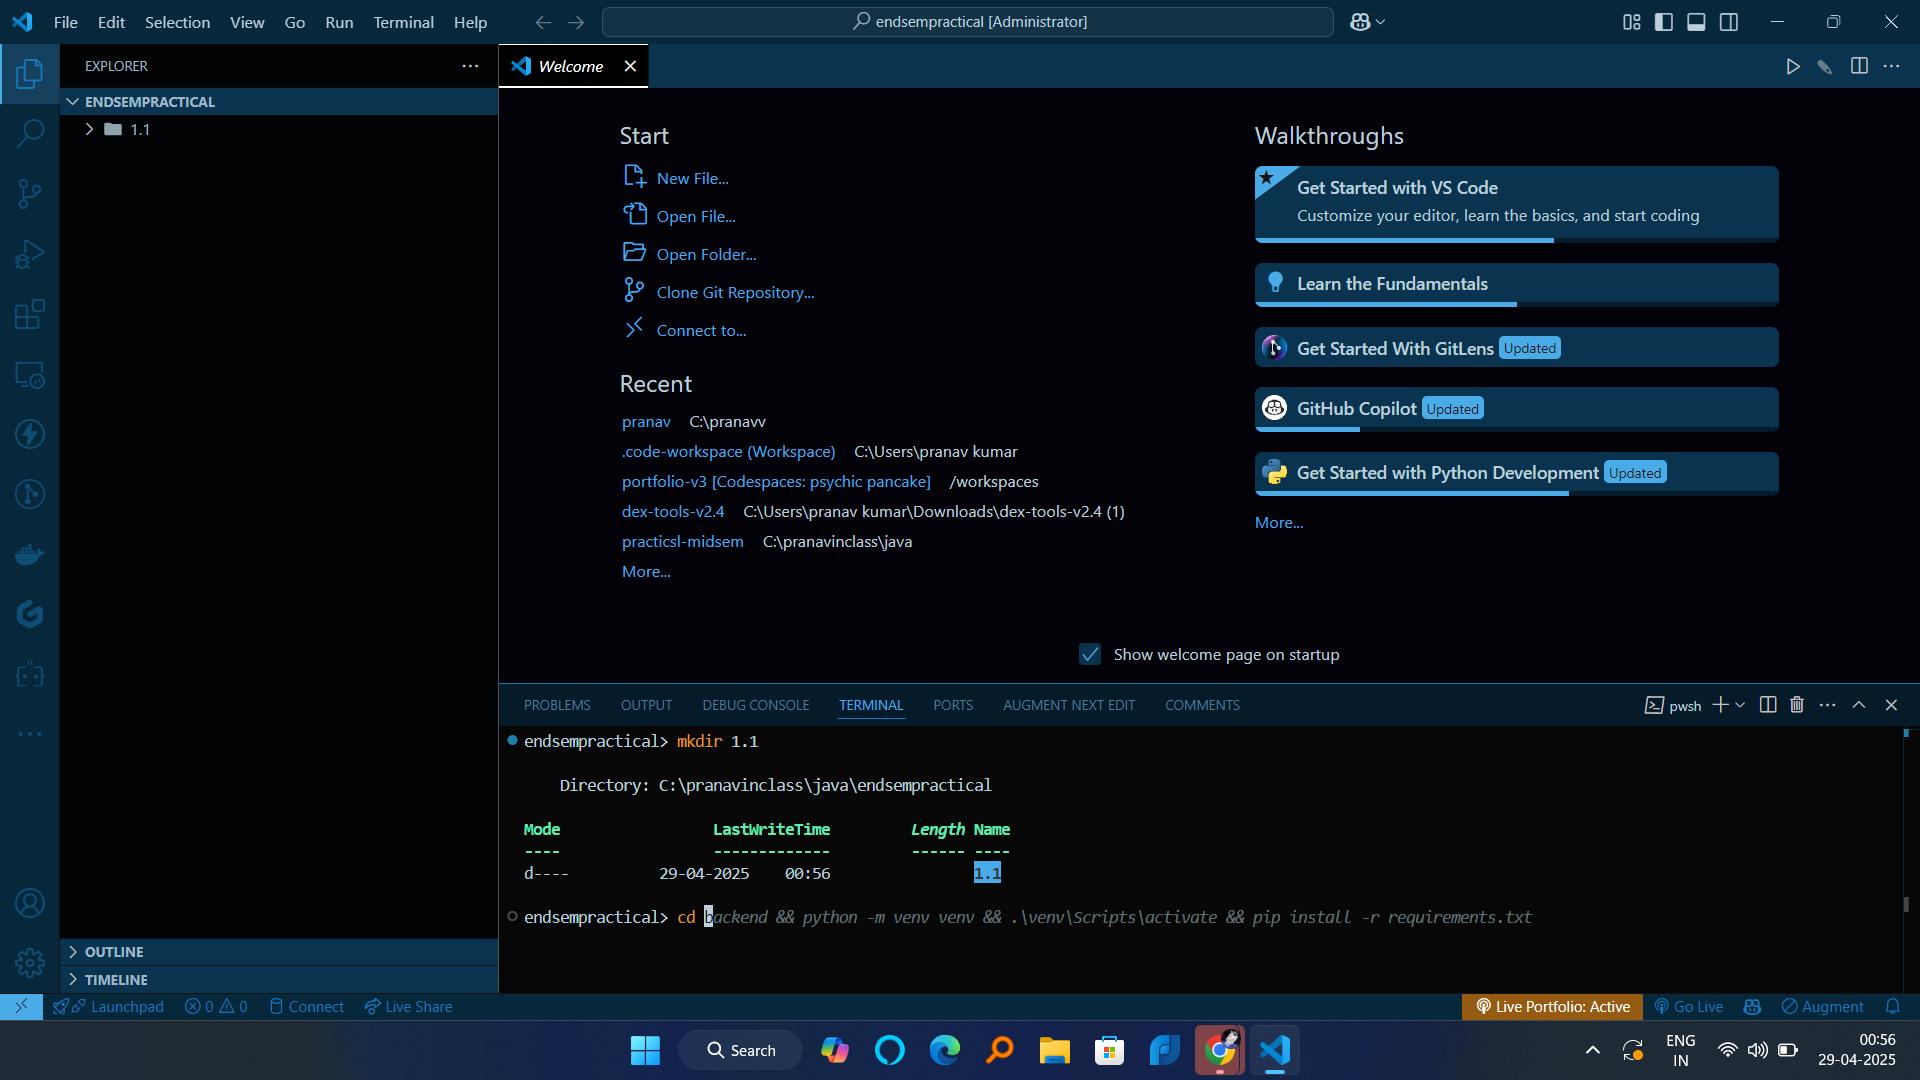 File Edit Selection View Go Run Terminal Help
endsempractical [Administrator]
EXPLORER
Welcome
ENDSEMPRACTICAL
1.1
Start
New File...
Open File...
Open Folder...
Clone Git Repository...
Connect to...
Recent
pranav C:\pranavv
.code-workspace (Workspace) C:\Users\pranav kumar
portfolio-v3 [Codespaces: psychic pancake] /workspaces
dex-tools-v2.4 C:\Users\pranav kumar\Downloads\dex-tools-v2.4 (1)
practicsl-midsem C:\pranavinclass\java
More...
Walkthroughs
Get Started with VS Code
Customize your editor, learn the basics, and start coding
Learn the Fundamentals
Get Started With GitLens Updated
GitHub Copilot Updated
Get Started with Python Development Updated
More...
Show welcome page on startup
PROBLEMS OUTPUT DEBUG CONSOLE TERMINAL PORTS AUGMENT NEXT EDIT COMMENTS
pwsh
endsempractical> mkdir 1.1
Directory: C:\pranavinclass\java\endsempractical
Mode LastWriteTime Length Name
---- ------------- ------ ----
d---- 29-04-2025 00:56 1.1
endsempractical> cd backend && python -m venv venv && .\venv\Scripts\activate && pip install -r requirements.txt
OUTLINE
TIMELINE
Launchpad 0 0 Connect Live Share
Live Portfolio: Active Go Live Augment
Search
ENG
IN
00:56
29-04-2025